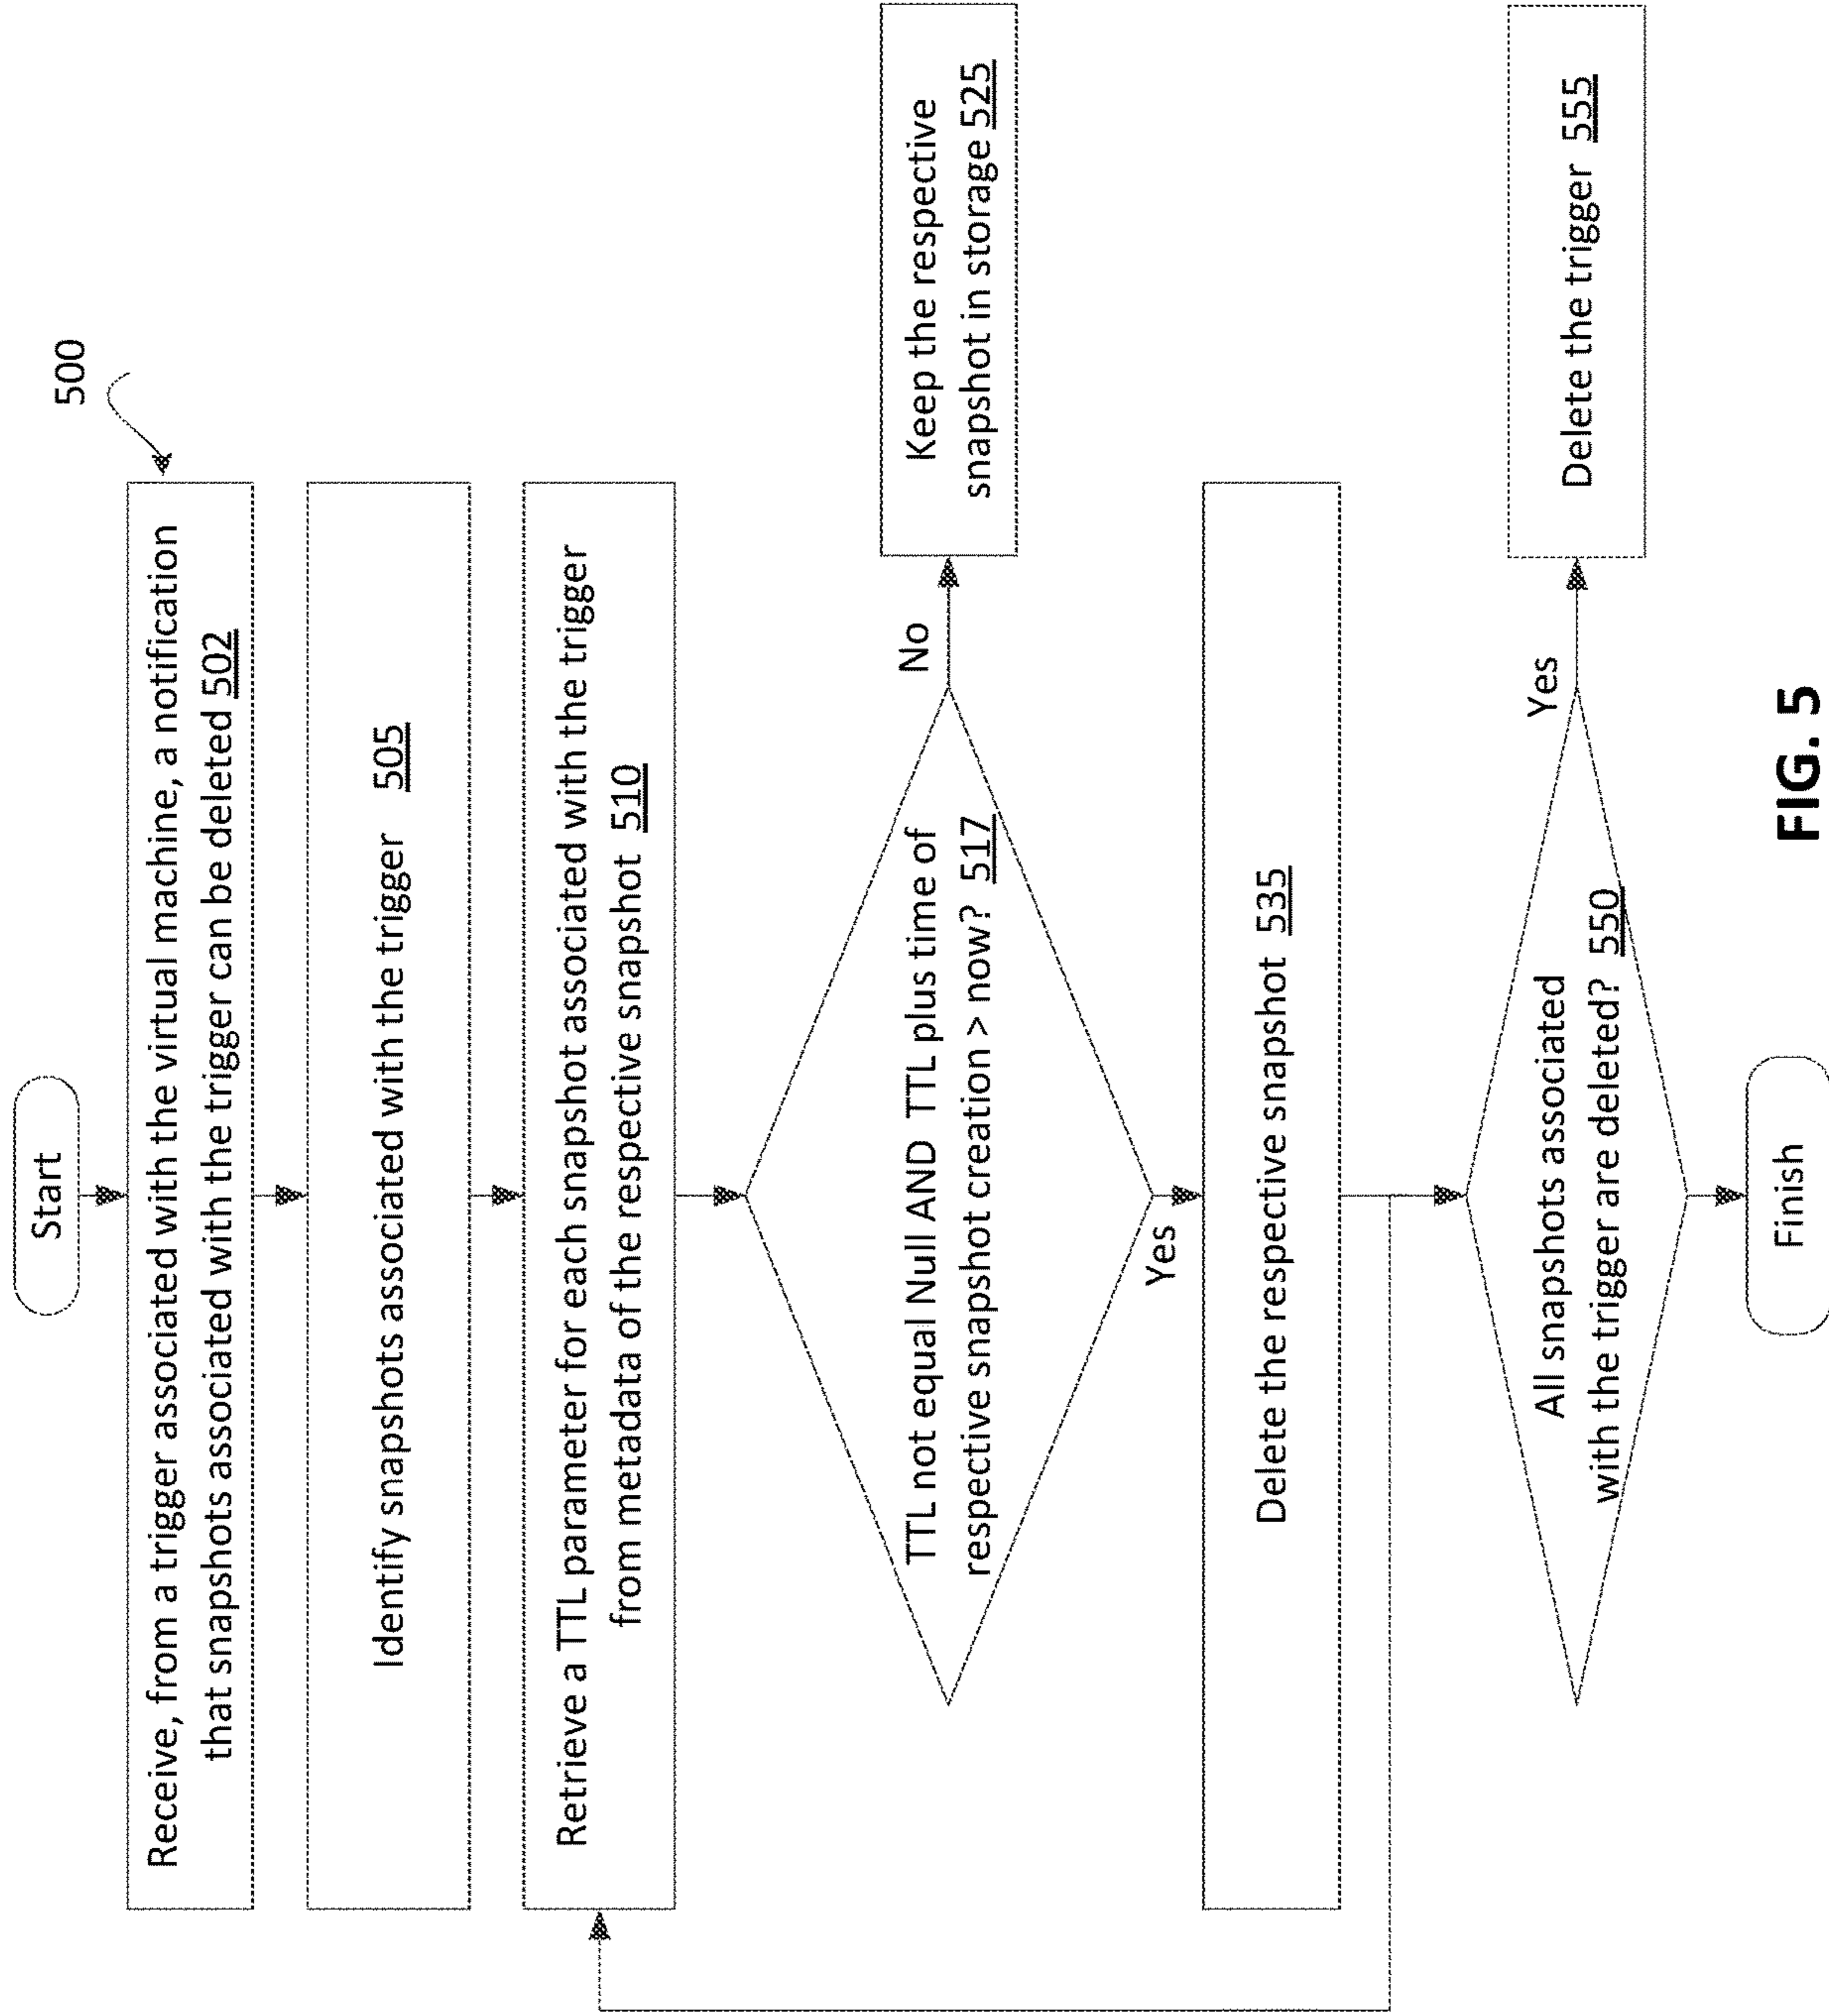 500
Start
Receive, from a trigger associated with the virtual machine, a notification
that snapshots associated with the trigger can be deleted 502
Identify snapshots associated with the trigger 505
Retrieve a TTL parameter for each snapshot associated with the trigger
from metadata of the respective snapshot 510
TTL not equal Null AND TTL plus time of
respective snapshot creation > now? 517
No
Keep the respective
snapshot in storage 525
Yes
Delete the respective snapshot 535
All snapshots associated
with the trigger are deleted? 550
Yes
Delete the trigger 555
Finish
FIG. 5